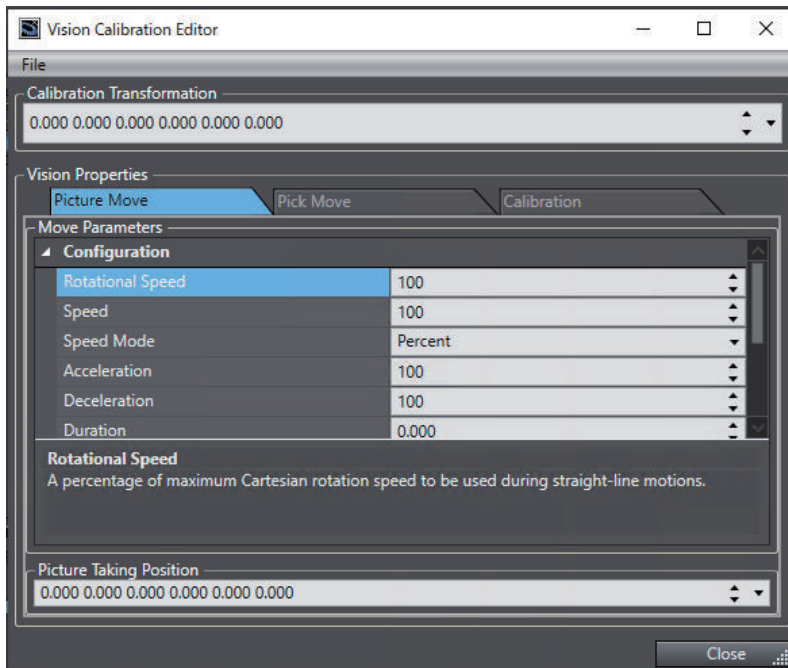 Vision Calibration Editor
File
Calibration Transformation
0.000 0.000 0.000 0.000 0.000 0.000
Vision Properties
Picture Move Pick Move Calibration
Move Parameters
Configuration
Rotational Speed 100
Speed 100
Speed Mode Percent
Acceleration 100
Deceleration 100
Duration 0.000
Rotational Speed
A percentage of maximum Cartesian rotation speed to be used during straight-line motions.
Picture Taking Position
0.000 0.000 0.000 0.000 0.000 0.000
Close